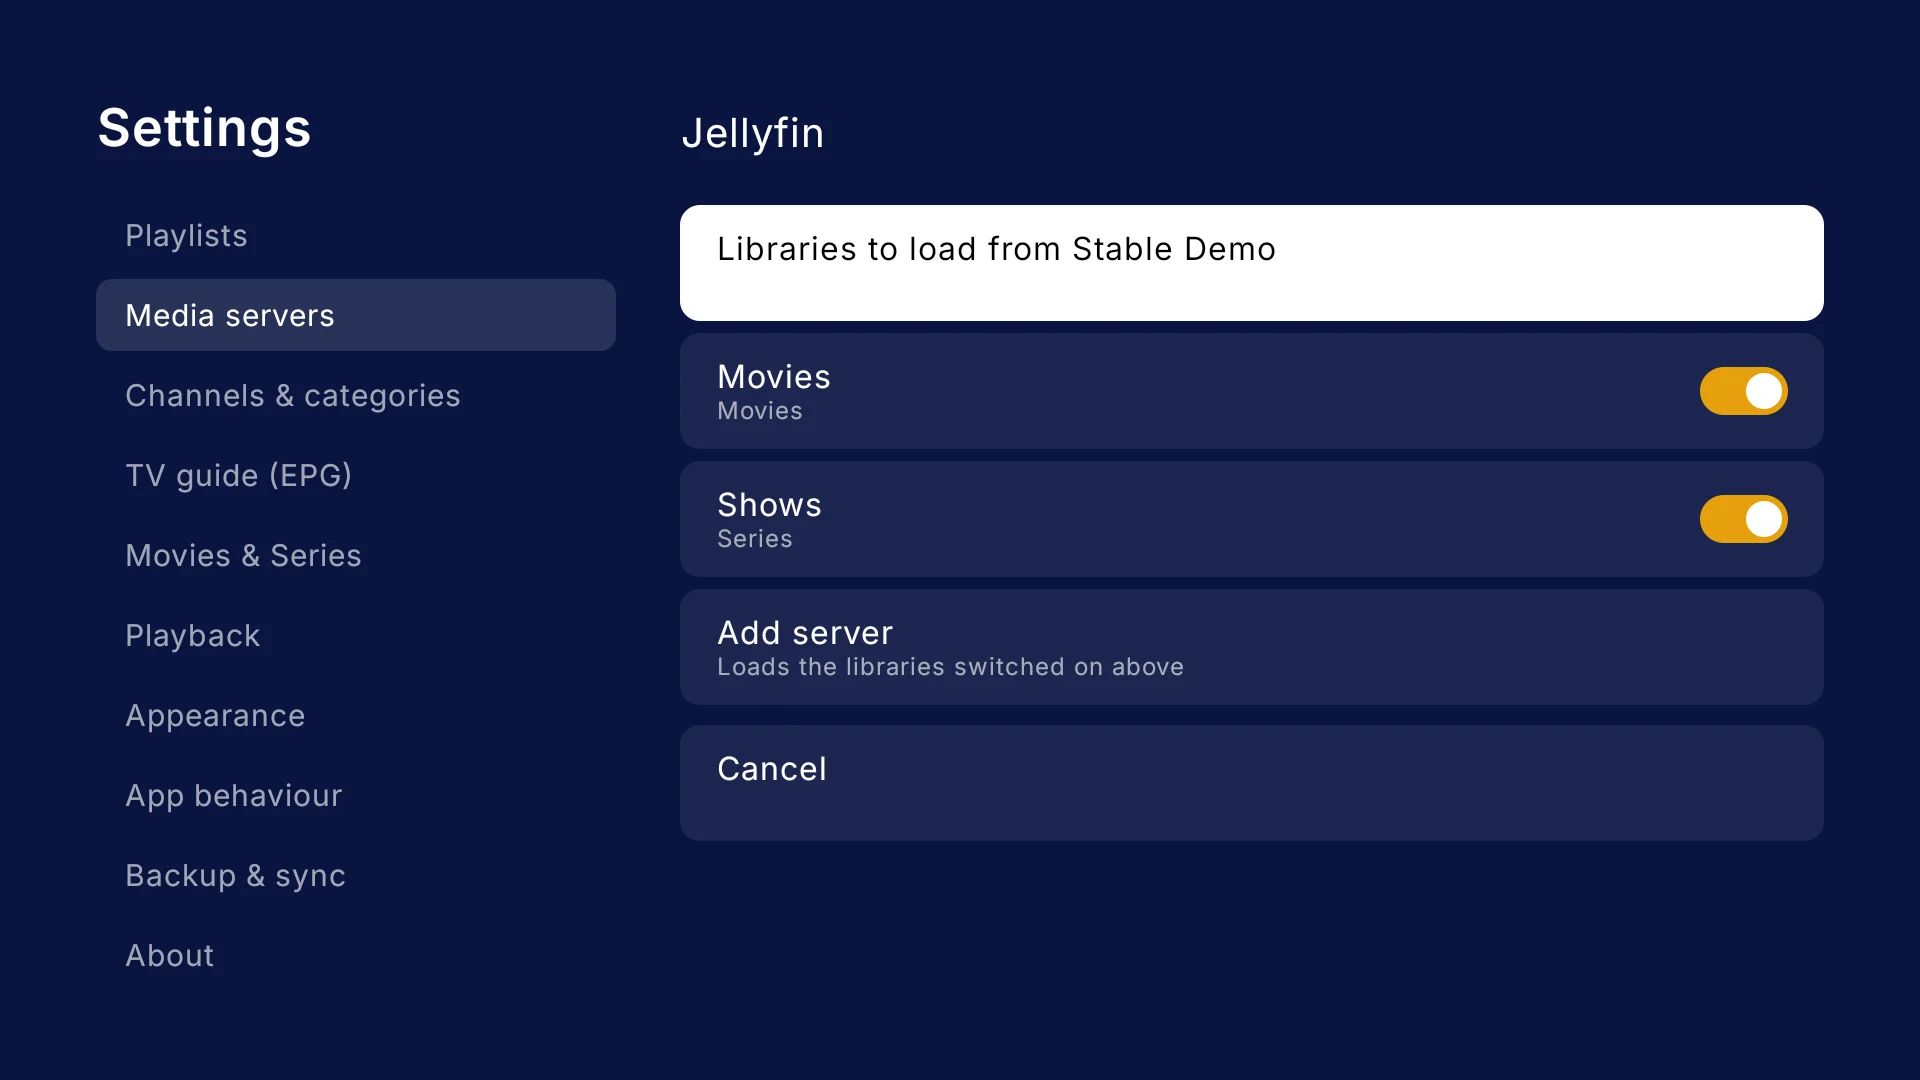 Settings
Playlists
Media servers
Channels & categories
TV guide (EPG)
Movies & Series
Playback
Appearance
App behaviour
Backup & sync
About
Jellyfin
Libraries to load from Stable Demo
Movies
Movies
Shows
Series
Add server
Loads the libraries switched on above
Cancel